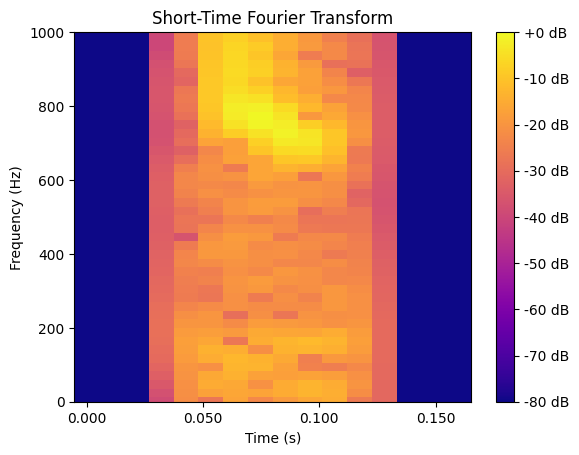 Short-Time Fourier Transform
1000
800
600
400
200
0
Frequency (Hz)
0.000
0.050
0.100
0.150
Time (s)
+0 dB
-10 dB
-20 dB
-30 dB
-40 dB
-50 dB
-60 dB
-70 dB
-80 dB